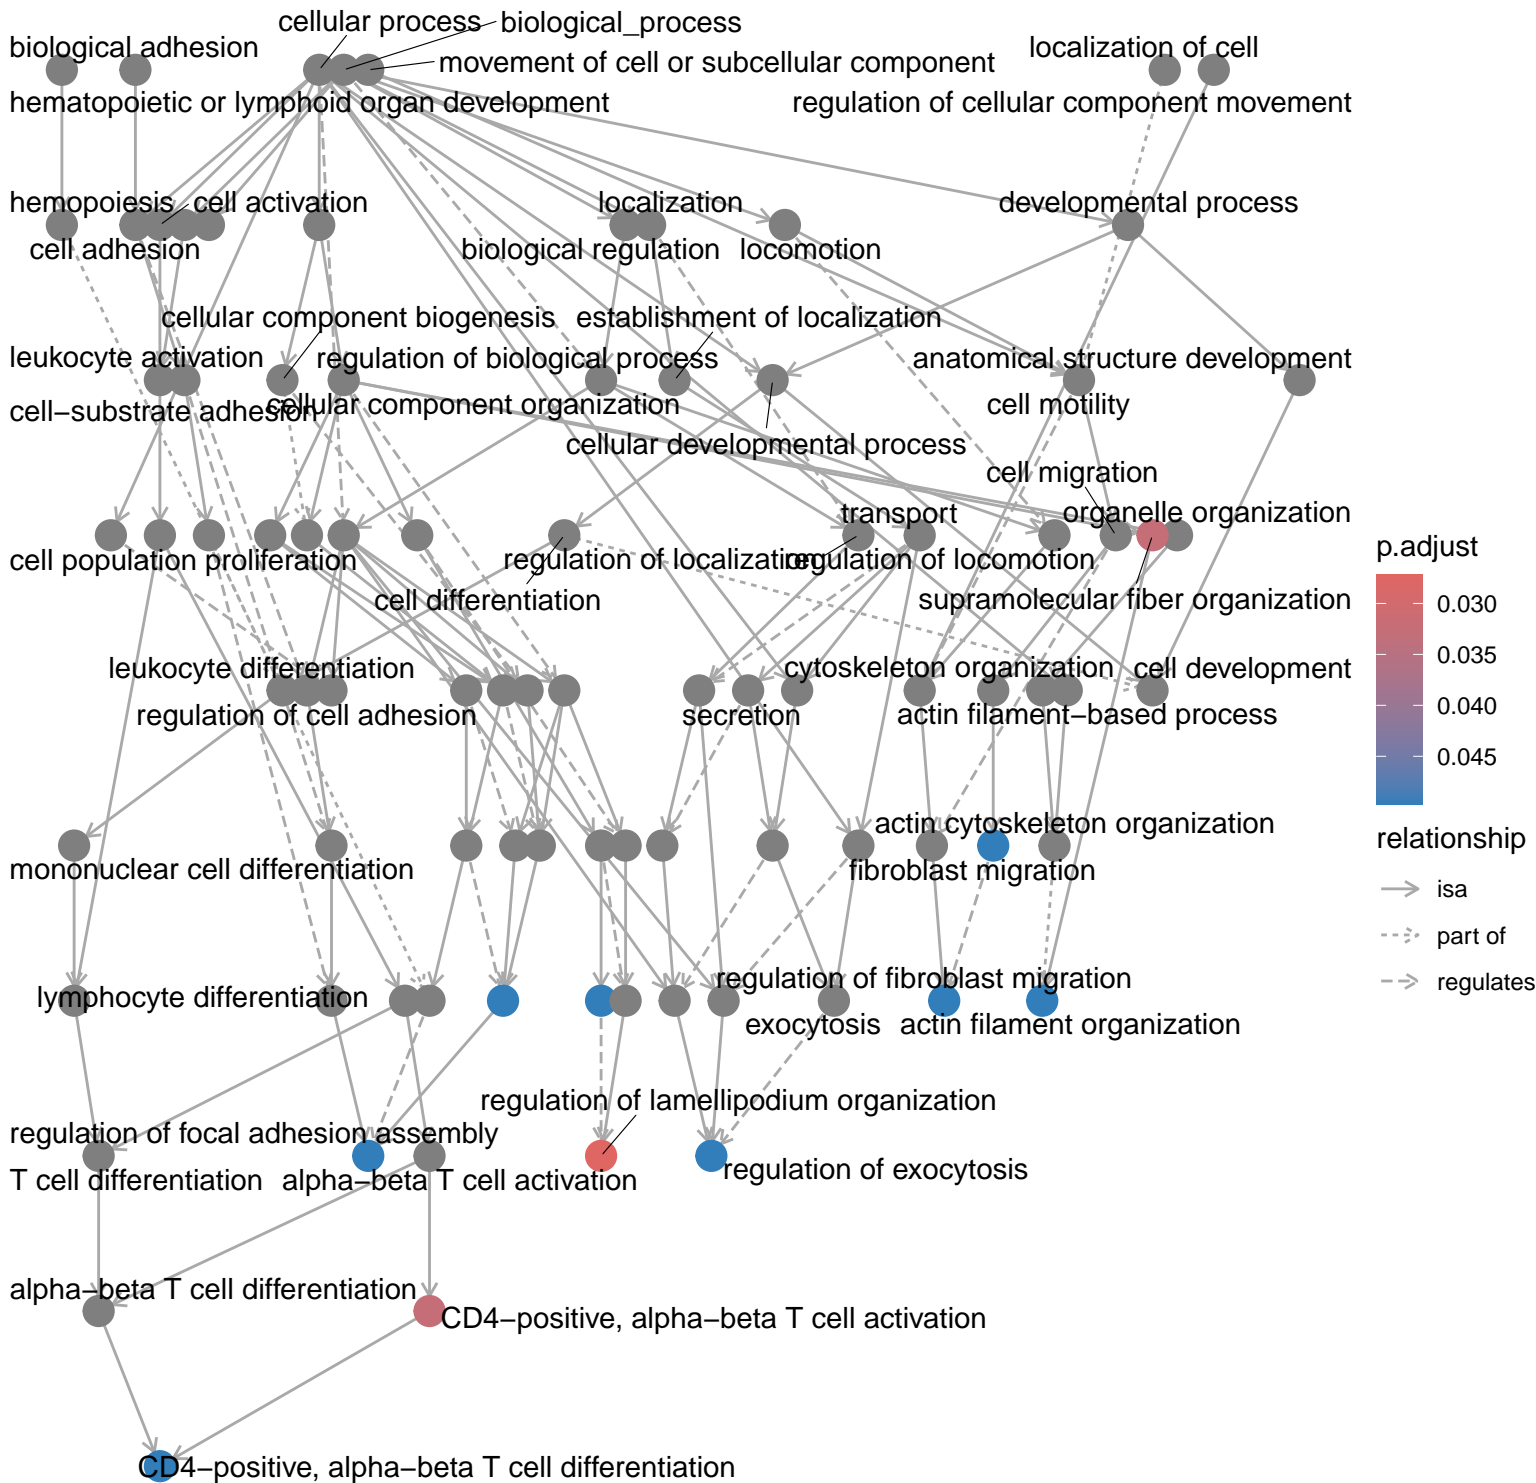 cellular process
biological_process
biological adhesion
localization of cell
movement of cell or subcellular component
hematopoietic or lymphoid organ development
regulation of cellular component movement
hemopoiesis
cell activation
localization
developmental process
cell adhesion
biological regulation
locomotion
cellular component biogenesis
establishment of localization
leukocyte activation
regulation of biological process
anatomical structure development
cell−substrate adhesion
cellular component organization
cell motility
cellular developmental process
cell migration
transport
organelle organization
cell population proliferation
regulation of localization
regulation of locomotion
cell differentiation
supramolecular fiber organization
leukocyte differentiation
cytoskeleton organization
cell development
regulation of cell adhesion
secretion
actin filament−based process
actin cytoskeleton organization
mononuclear cell differentiation
fibroblast migration
regulation of fibroblast migration
lymphocyte differentiation
exocytosis
actin filament organization
regulation of lamellipodium organization
regulation of focal adhesion assembly
T cell differentiation
alpha−beta T cell activation
regulation of exocytosis
alpha−beta T cell differentiation
CD4−positive, alpha−beta T cell activation
CD4−positive, alpha−beta T cell differentiation
p.adjust
0.030
0.035
0.040
0.045
relationship
isa
part of
regulates